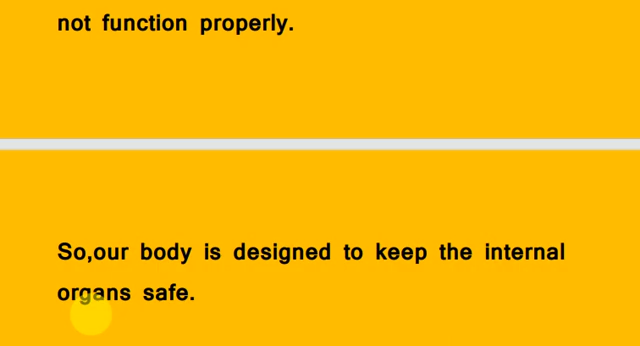 not function properly.
So,our body is designed to keep the internal
organs safe.